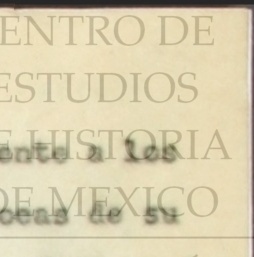 ENTRO DE
ESTUDIOS
E HISTORIA
ente a los
DE MEXICO
ocas de su